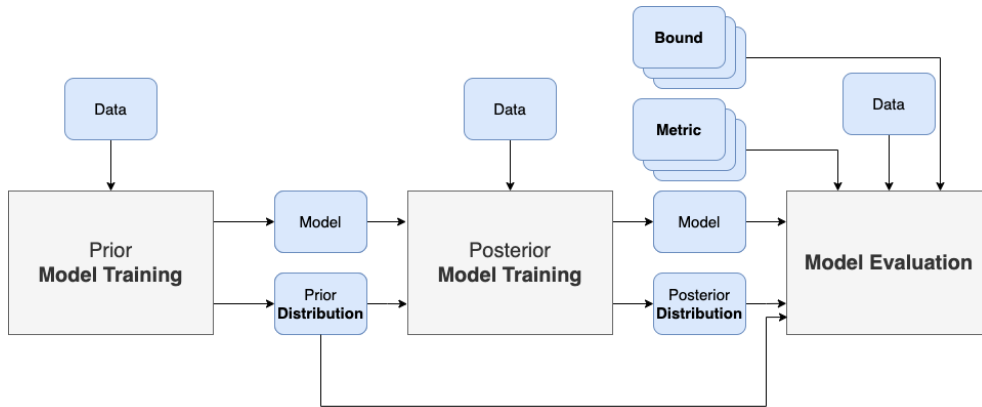 Bound
Data
Data
Data
Metric
Model
Model
Prior
Model Training
Posterior
Model Training
Model Evaluation
Prior
Distribution
Posterior
Distribution